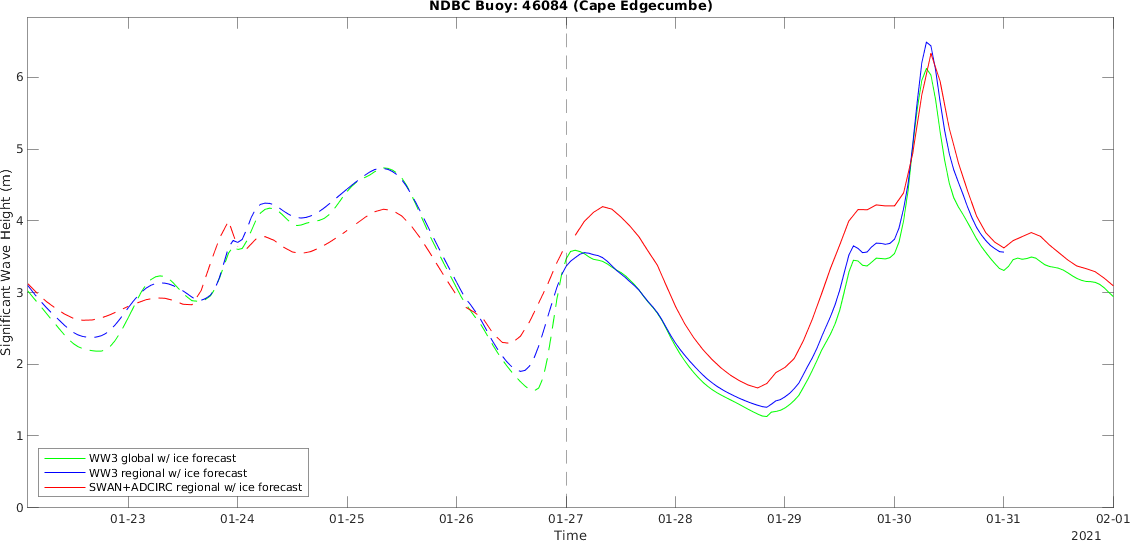 NDBC Buoy: 46084 (Cape Edgecumbe)
Significant Wave Height (m)
6
5
4
3
2
1
0
WW3 global w/ ice forecast
WW3 regional w/ ice forecast
SWAN+ADCIRC regional w/ ice forecast
01-23 01-24 01-25 01-26 01-27 01-28 01-29 01-30 01-31 02-01
Time
2021